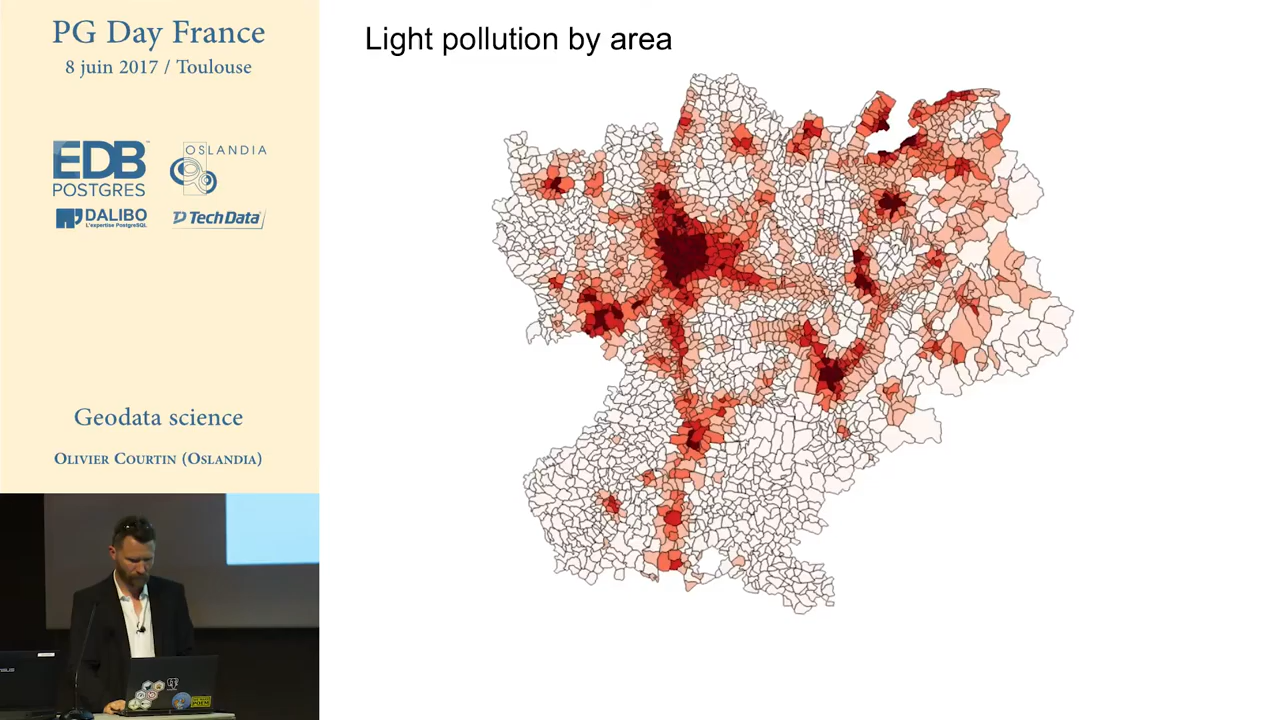 PG Day France
8 juin 2017 / Toulouse
EDB
POSTGRES
OSLANDIA
DALIBO
L'expertise PostgreSQL
TechData
Geodata science
OLIVIER COURTIN (OSLANDIA)
Light pollution by area